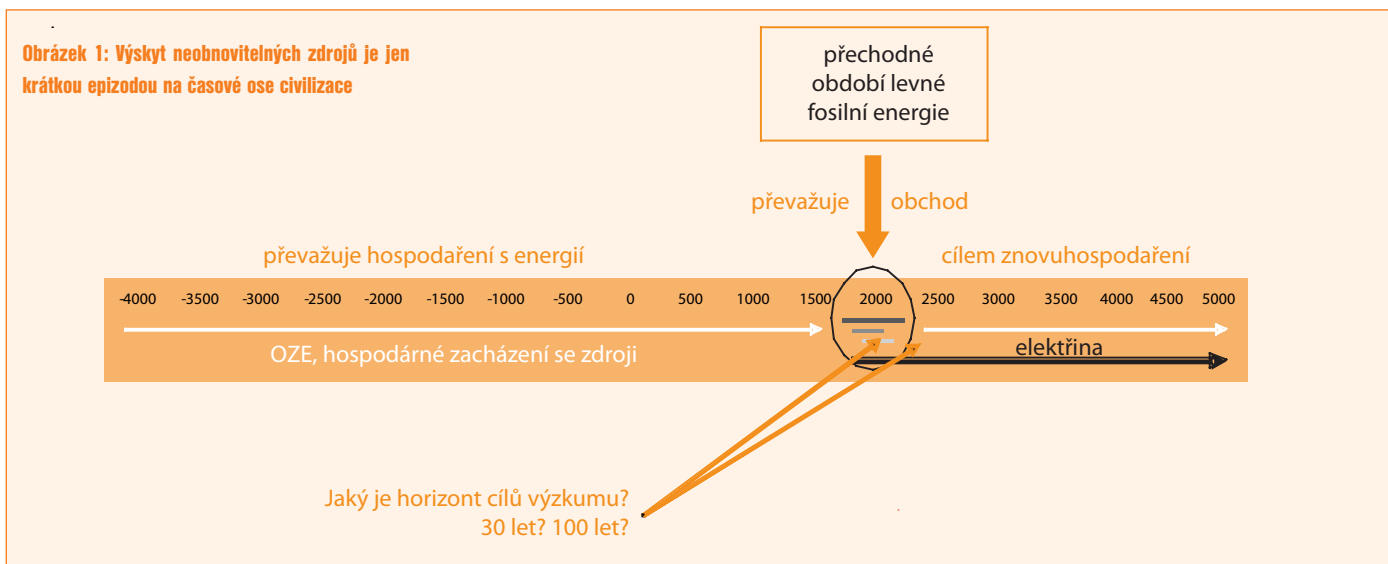 Obrázek 1: Výskyt neobnovitelných zdrojů je jen
krátkou epizodou na časové ose civilizace
přechodné
období levné
fosilní energie
převažuje obchod
převažuje hospodaření s energií
cílem znovuhospodaření
-4000 -3500 -3000 -2500 -2000 -1500 -1000 -500 0 500 1000 1500 2000 2500 3000 3500 4000 4500 5000
OZE, hospodárné zacházení se zdroji
elektřina
Jaký je horizont cílů výzkumu?
30 let? 100 let?